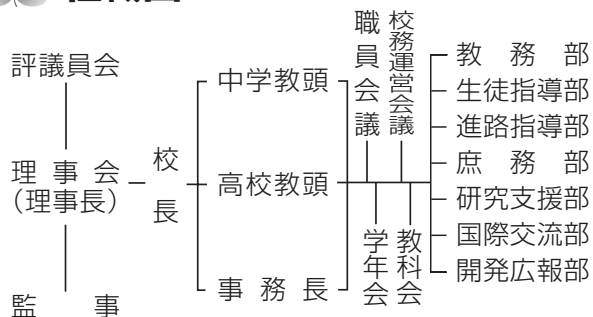 評議員会
理事会
(理事長)
監事
校長
中学教頭
高校教頭
事務長
職員会議
校務運営会議
学年会
教科会
教務部
生徒指導部
進路指導部
庶務部
研究支援部
国際交流部
開発広報部